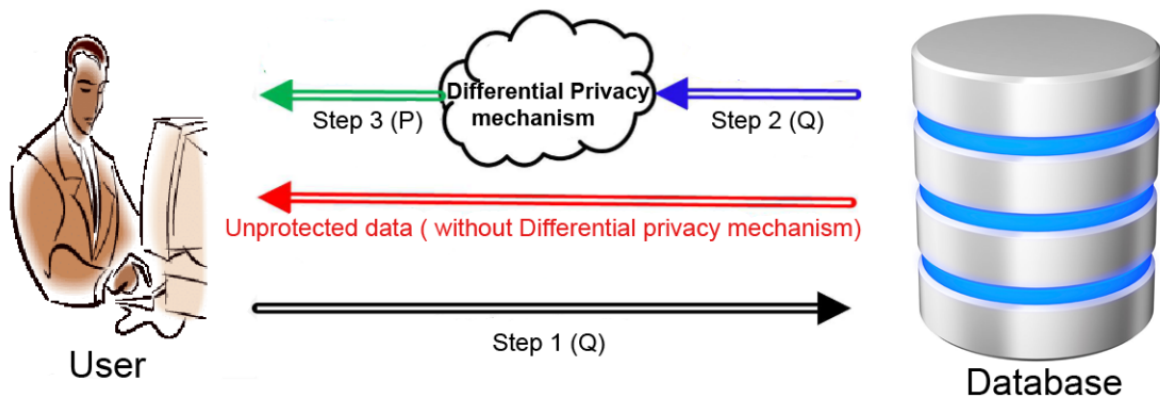 Differential Privacy
mechanism
Step 3 (P)
Step 2 (Q)
Unprotected data ( without Differential privacy mechanism)
Step 1 (Q)
User
Database